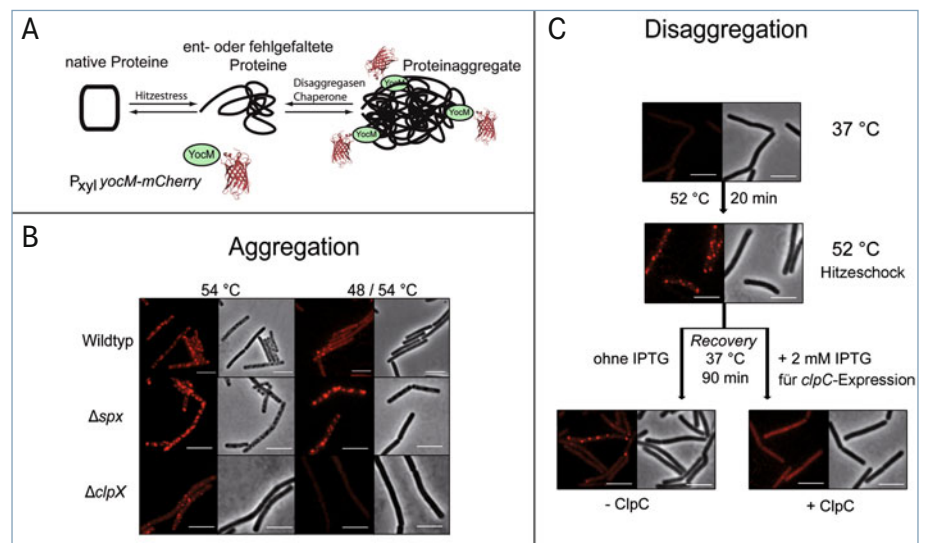 A
native Proteine
ent- oder fehlgefaltete
Proteine
Proteinaggregate
Hitzestress
Disaggregasen
Chaperone
YocM
YocM
YocM
YocM
Pxyl yocM-mCherry
B
Aggregation
54 °C
48 / 54 °C
Wildtyp
Δspx
ΔclpX
C
Disaggregation
37 °C
52 °C
20 min
52 °C
Hitzeschock
ohne IPTG
Recovery
37 °C
90 min
+ 2 mM IPTG
für clpC-Expression
- ClpC
+ ClpC